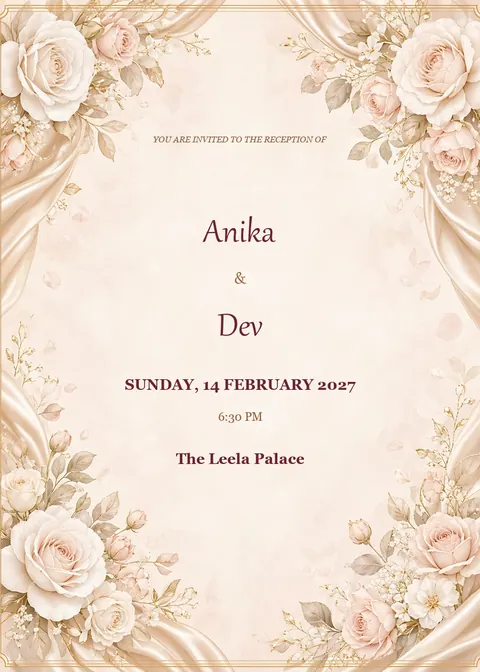 YOU ARE INVITED TO THE RECEPTION OF
Anika
&
Dev
SUNDAY, 14 FEBRUARY 2027
6:30 PM
The Leela Palace